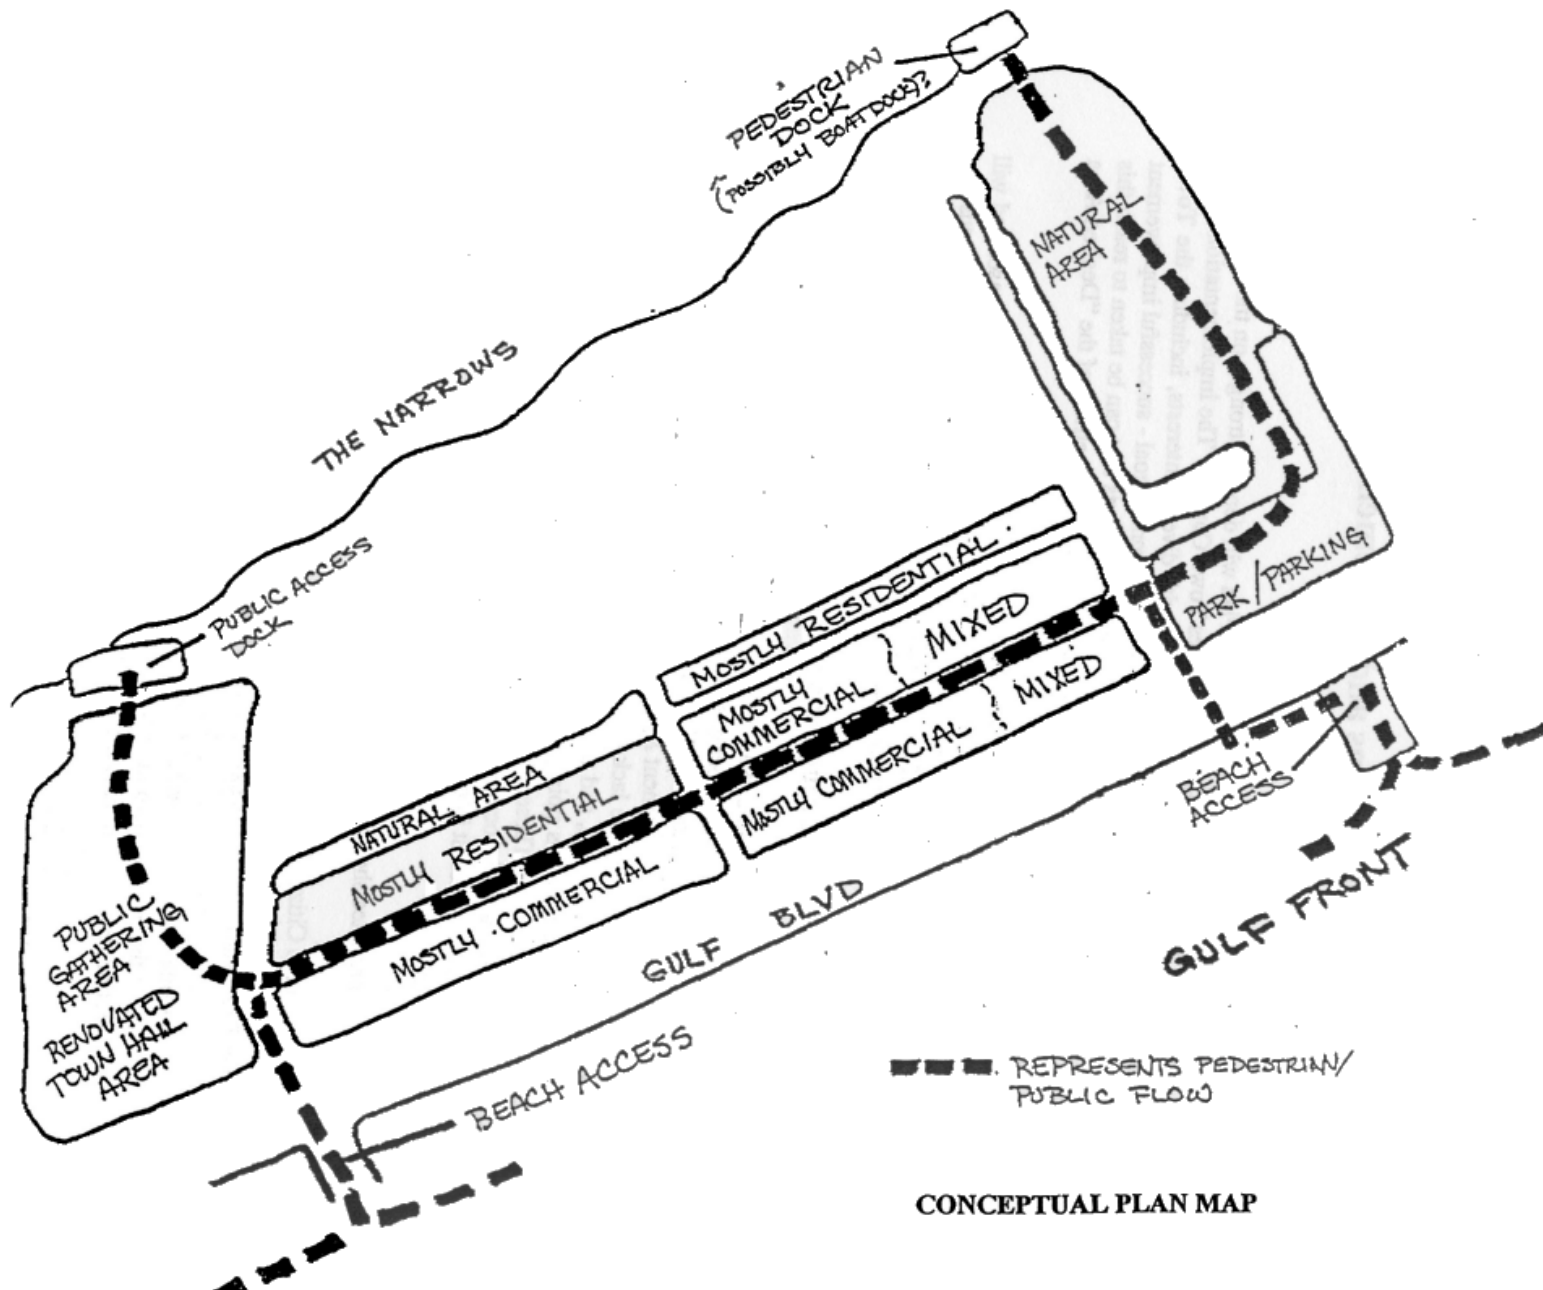 PEDESTRIAN
DOCK
(POSSIBLY BOAT DOCK)?
NATURAL
AREA
THE NARROWS
PUBLIC ACCESS
DOCK
PARK/PARKING
MOSTLY RESIDENTIAL
MOSTLY
COMMERCIAL
MIXED
MOSTLY COMMERCIAL
MIXED
NATURAL AREA
MOSTLY RESIDENTIAL
MOSTLY COMMERCIAL
BEACH
ACCESS
GULF BLVD
GULF FRONT
PUBLIC
GATHERING
AREA
RENOVATED
TOWN HALL
AREA
BEACH ACCESS
REPRESENTS PEDESTRIAN/
PUBLIC FLOW
CONCEPTUAL PLAN MAP